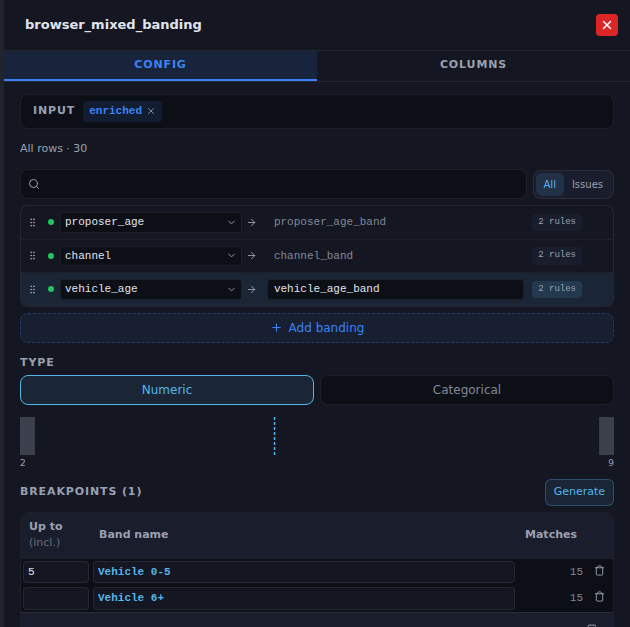 browser_mixed_banding
CONFIG COLUMNS
INPUT enriched
All rows · 30
All Issues
proposer_age proposer_age_band 2 rules
channel channel_band 2 rules
vehicle_age vehicle_age_band 2 rules
+ Add banding
TYPE
Numeric Categorical
2 9
BREAKPOINTS (1) Generate
Up to (incl.) Band name Matches
5 Vehicle 0-5 15
Vehicle 6+ 15